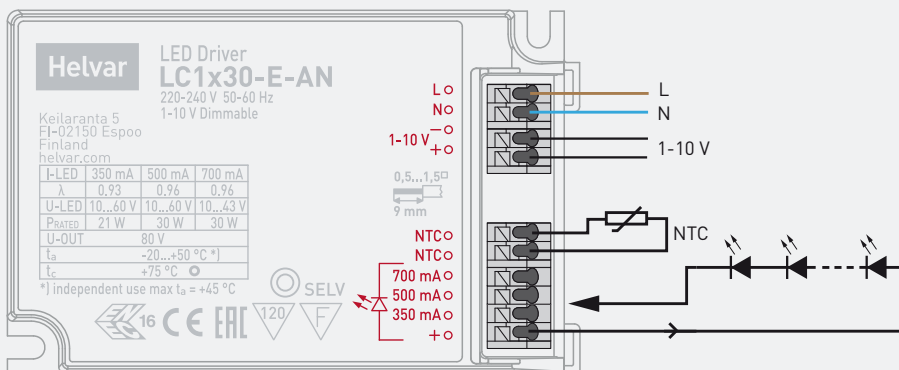 Helvar
LED Driver
LC1x30-E-AN
220-240 V 50-60 Hz
1-10 V Dimmable
Keilaranta 5
FI-02150 Espoo
Finland
helvar.com
I-LED 350 mA 500 mA 700 mA
λ 0.93 0.96 0.96
U-LED 10...60 V 10...60 V 10...43 V
PRATED 21 W 30 W 30 W
U-OUT 80 V
ta -20...+50 °C *)
tc +75 °C
*) independent use max ta = +45 °C
16 CE EAC 120 F
SELV
L
N
−
1-10 V
+
0,5...1,5
9 mm
NTC
NTC
700 mA
500 mA
350 mA
+
L
N
1-10 V
NTC